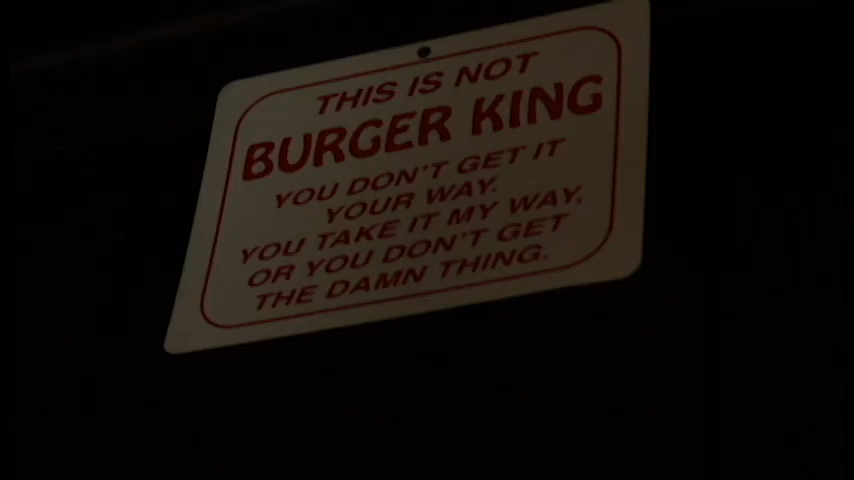 THIS IS NOT
BURGER KING
YOU DON'T GET IT
YOUR WAY.
YOU TAKE IT MY WAY,
OR YOU DON'T GET
THE DAMN THING.